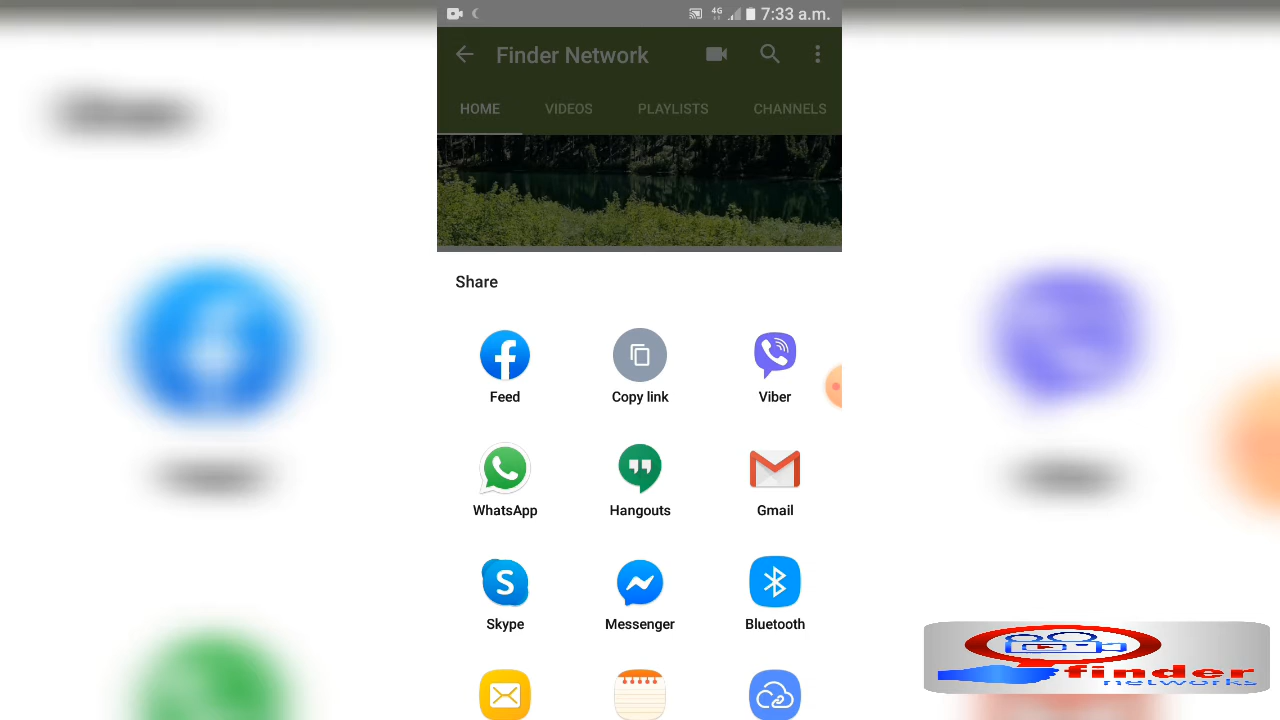 4G 7:33 a.m.
Finder Network
HOME VIDEOS PLAYLISTS CHANNELS
Share
Feed Copy link Viber
WhatsApp Hangouts Gmail
S
Skype Messenger Bluetooth
finder
networks